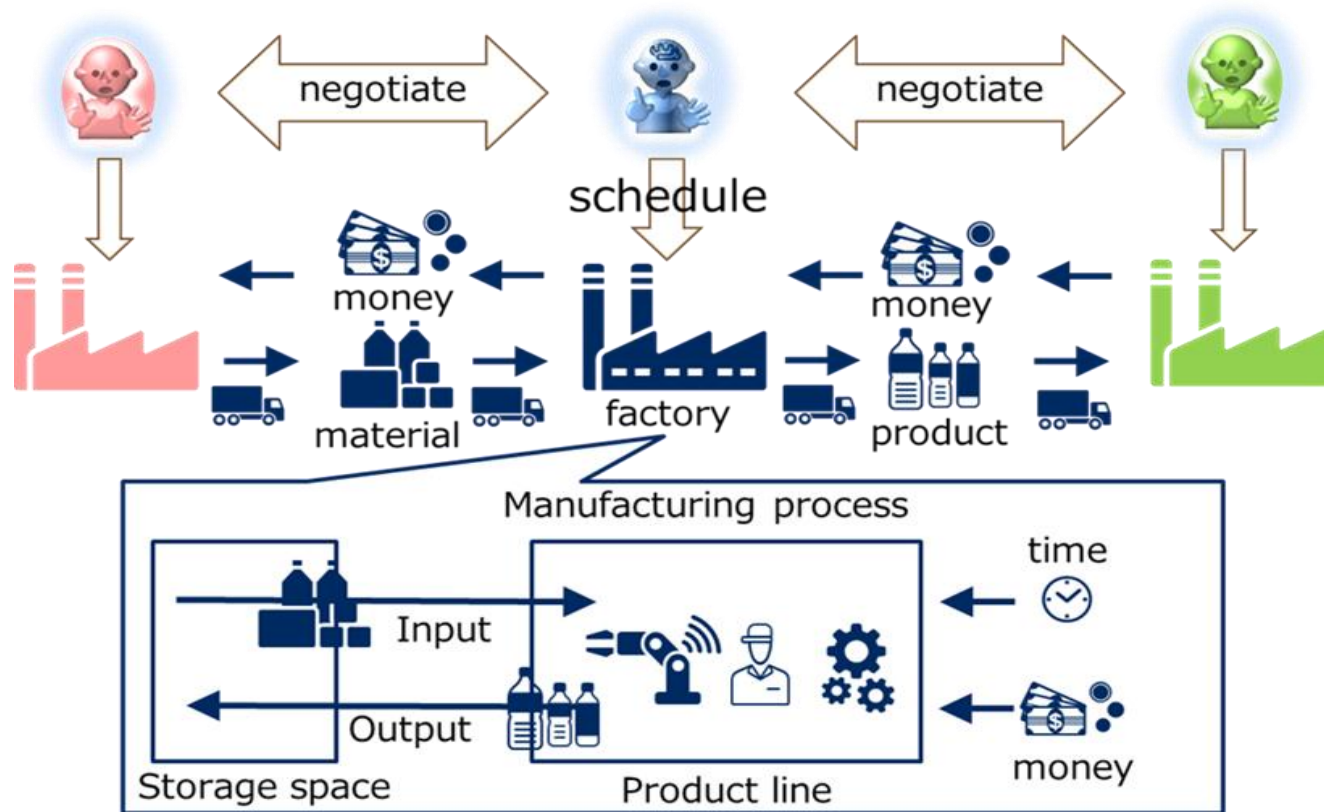 negotiate
negotiate
schedule
money
money
material
factory
product
Manufacturing process
time
Input
Output
money
Storage space
Product line